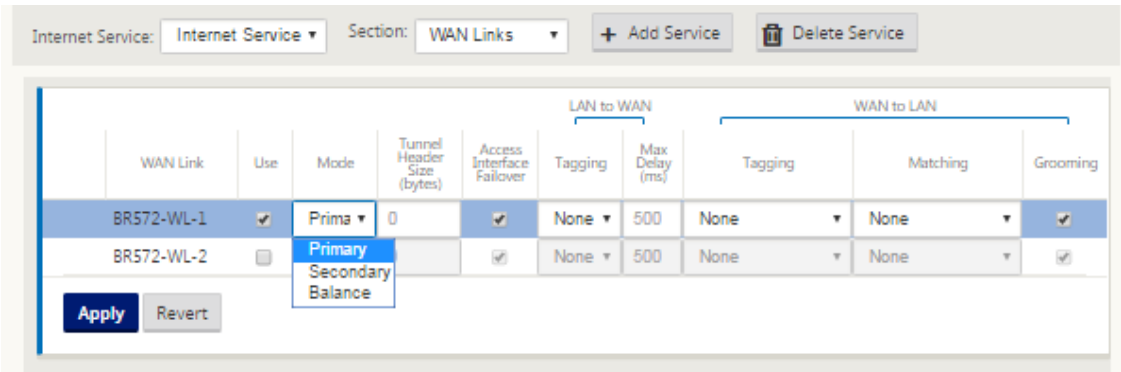 Internet Service: Internet Service Section: WAN Links + Add Service Delete Service
LAN to WAN WAN to LAN
WAN Link Use Mode Tunnel Header Size (bytes) Access Interface Failover Tagging Max Delay (ms) Tagging Matching Grooming
BR572-WL-1 Prima 0 None 500 None None
BR572-WL-2 None 500 None None
Primary
Secondary
Balance
Apply Revert